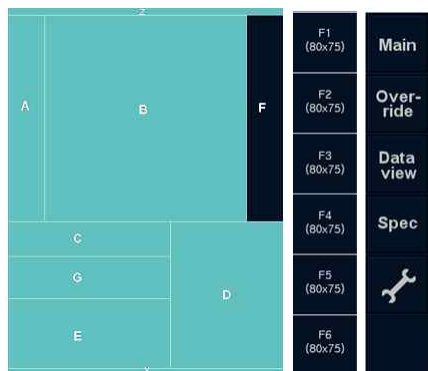 Z
A
B
F
C
G
D
E
F1
(80x75)
F2
(80x75)
F3
(80x75)
F4
(80x75)
F5
(80x75)
F6
(80x75)
Main
Over-
ride
Data
view
Spec